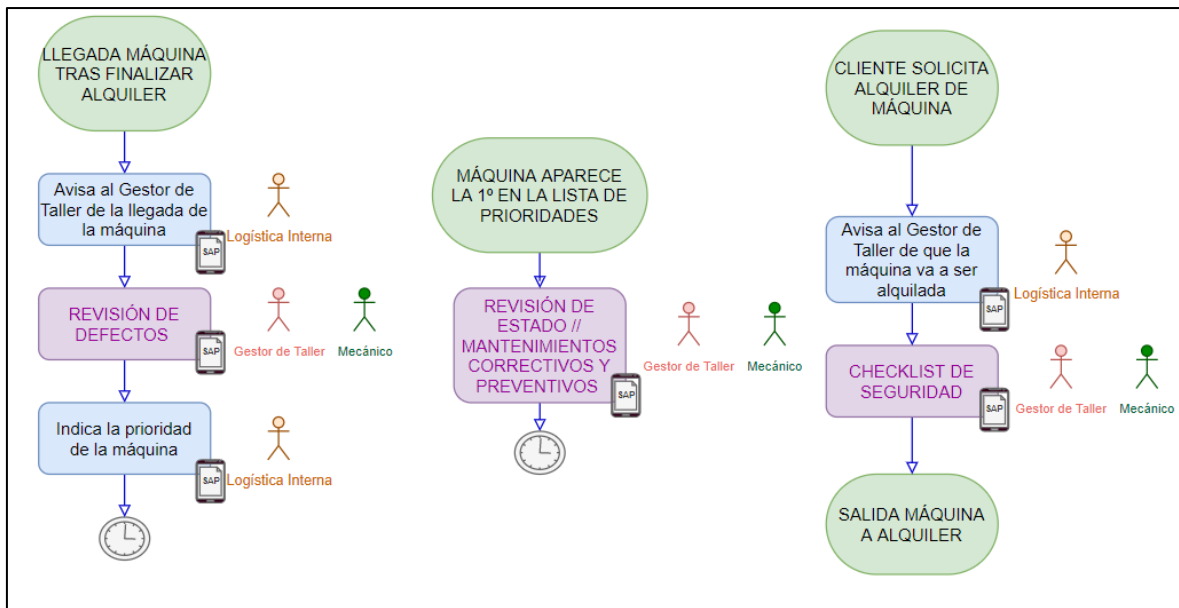 LLEGADA MÁQUINA
TRAS FINALIZAR
ALQUILER
Avisa al Gestor de
Taller de la llegada de
la máquina
SAP
Logística Interna
REVISIÓN DE
DEFECTOS
SAP
Gestor de Taller
Mecánico
Indica la prioridad
de la máquina
SAP
Logística Interna
MÁQUINA APARECE
LA 1º EN LA LISTA DE
PRIORIDADES
REVISIÓN DE
ESTADO //
MANTENIMIENTOS
CORRECTIVOS Y
PREVENTIVOS
SAP
Gestor de Taller
Mecánico
CLIENTE SOLICITA
ALQUILER DE
MÁQUINA
Avisa al Gestor de
Taller de que la
máquina va a ser
alquilada
SAP
Logística Interna
CHECKLIST DE
SEGURIDAD
SAP
Gestor de Taller
Mecánico
SALIDA MÁQUINA
A ALQUILER